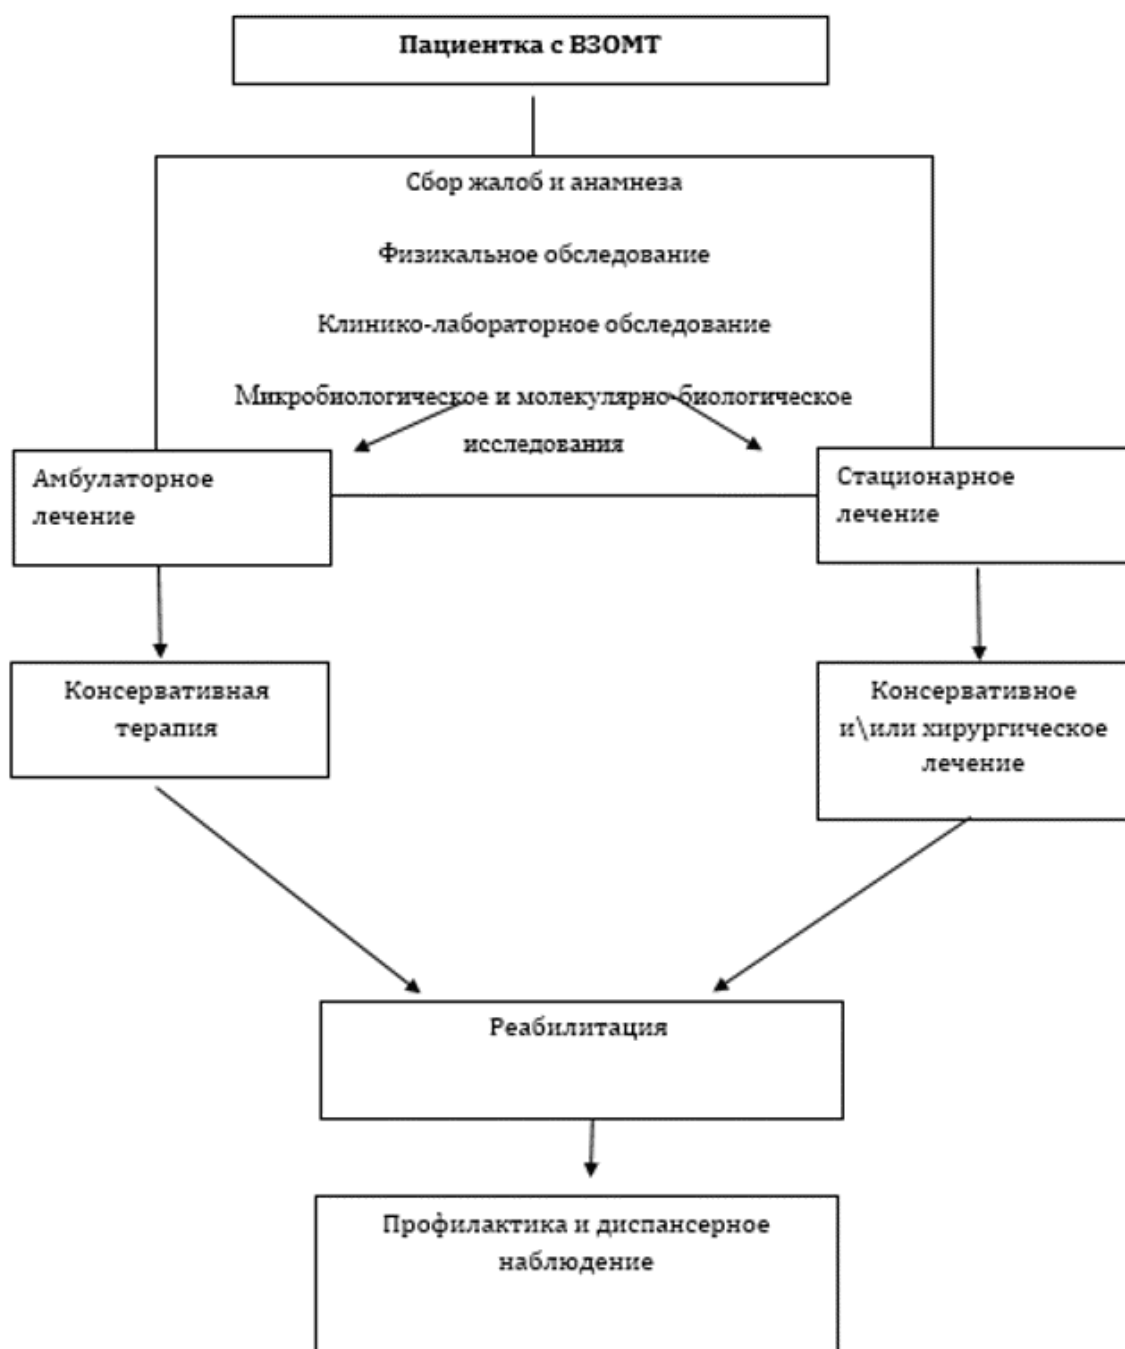 Пациентка с ВЗОМТ
Сбор жалоб и анамнеза
Физикальное обследование
Клинико-лабораторное обследование
Микробиологическое и молекулярно-биологическое
исследования
Амбулаторное
лечение
Стационарное
лечение
Консервативная
терапия
Консервативное
и\или хирургическое
лечение
Реабилитация
Профилактика и диспансерное
наблюдение